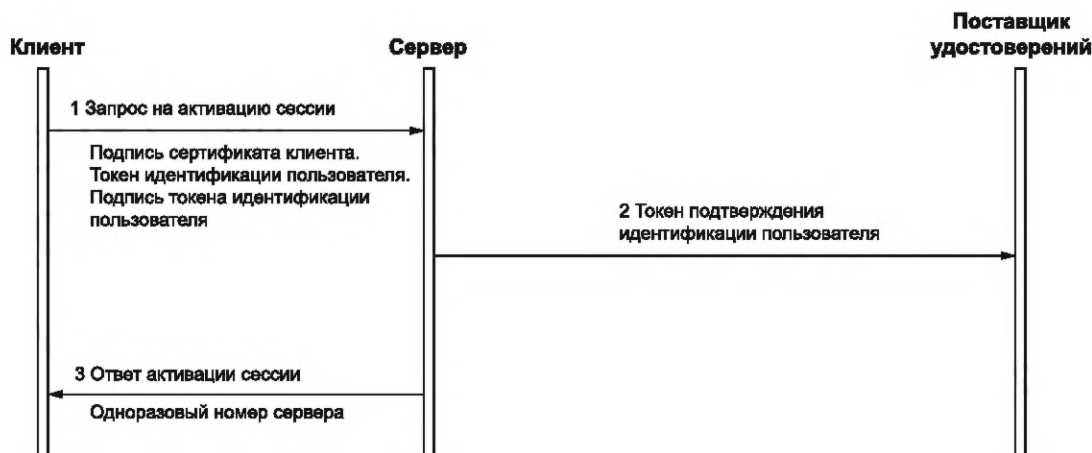 Поставщик
удостоверений
Клиент
Сервер
1 Запрос на активацию сессии
Подпись сертификата клиента.
Токен идентификации пользователя.
Подпись токена идентификации
пользователя
2 Токен подтверждения
идентификации пользователя
3 Ответ активации сессии
Одноразовый номер сервера